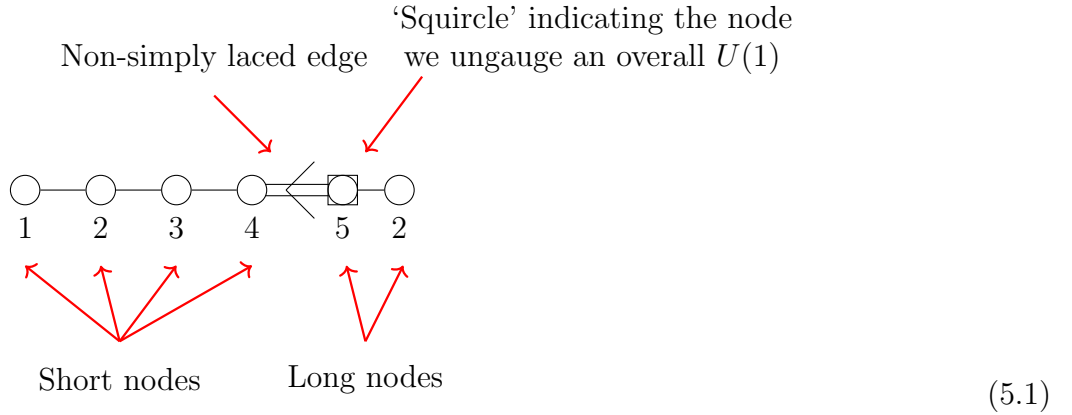 ‘Squircle’ indicating the node
Non-simply laced edge we ungauge an overall U(1)
1 2 3 4 5 2
Short nodes Long nodes
(5.1)